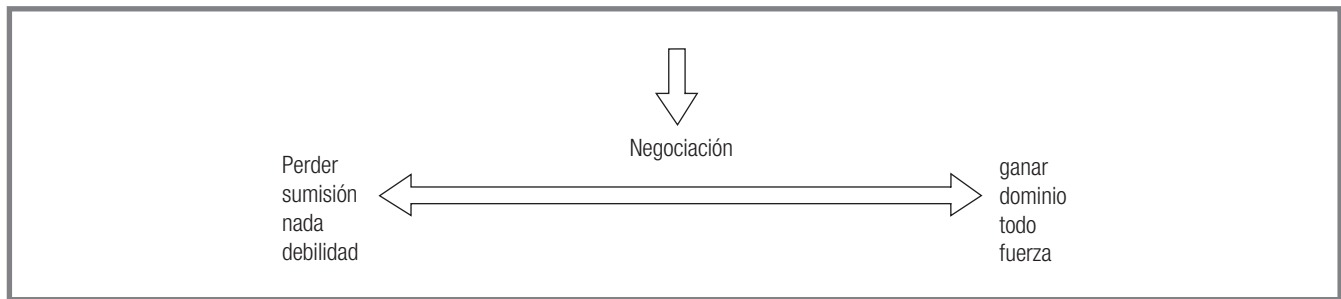 Negociación
Perder
sumisión
nada
debilidad
ganar
dominio
todo
fuerza